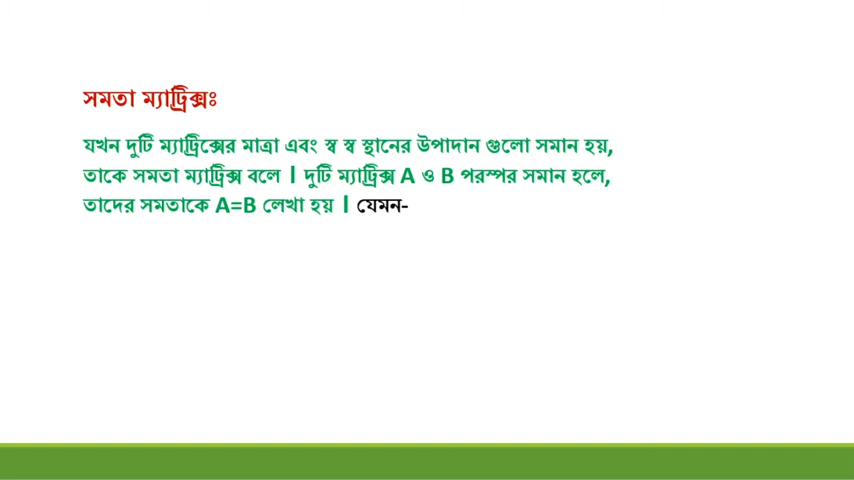 সমতা ম্যাট্রিক্সঃ
যখন দুটি ম্যাট্রিক্সের মাত্রা এবং স্ব স্ব স্থানের উপাদান গুলো সমান হয়,
তাকে সমতা ম্যাট্রিক্স বলে । দুটি ম্যাট্রিক্স A ও B পরস্পর সমান হলে,
তাদের সমতাকে A=B লেখা হয় । যেমন-